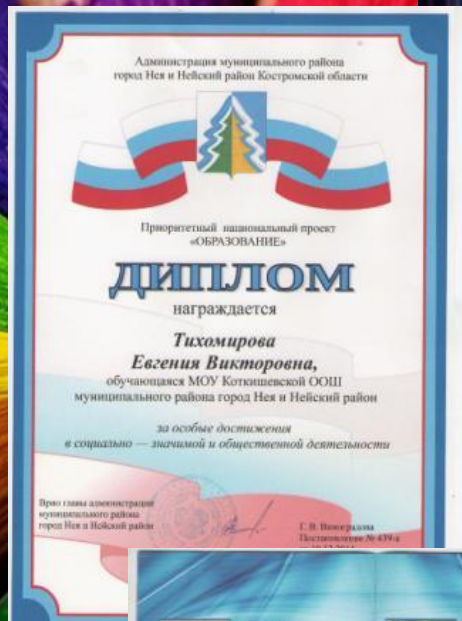 Администрация муниципального района
город Нея и Нейский район Костромской области
Приоритетный национальный проект
«ОБРАЗОВАНИЕ»
ДИПЛОМ
награждается
Тихомирова
Евгения Викторовна,
обучающаяся МОУ Коткишевской ООШ
муниципального района город Нея и Нейский район
за особые достижения
в социально — значимой и общественной деятельности
Врио главы администрации
муниципального района
город Нея и Нейский район
Г. В. Виноградова
Постановление № 439-а